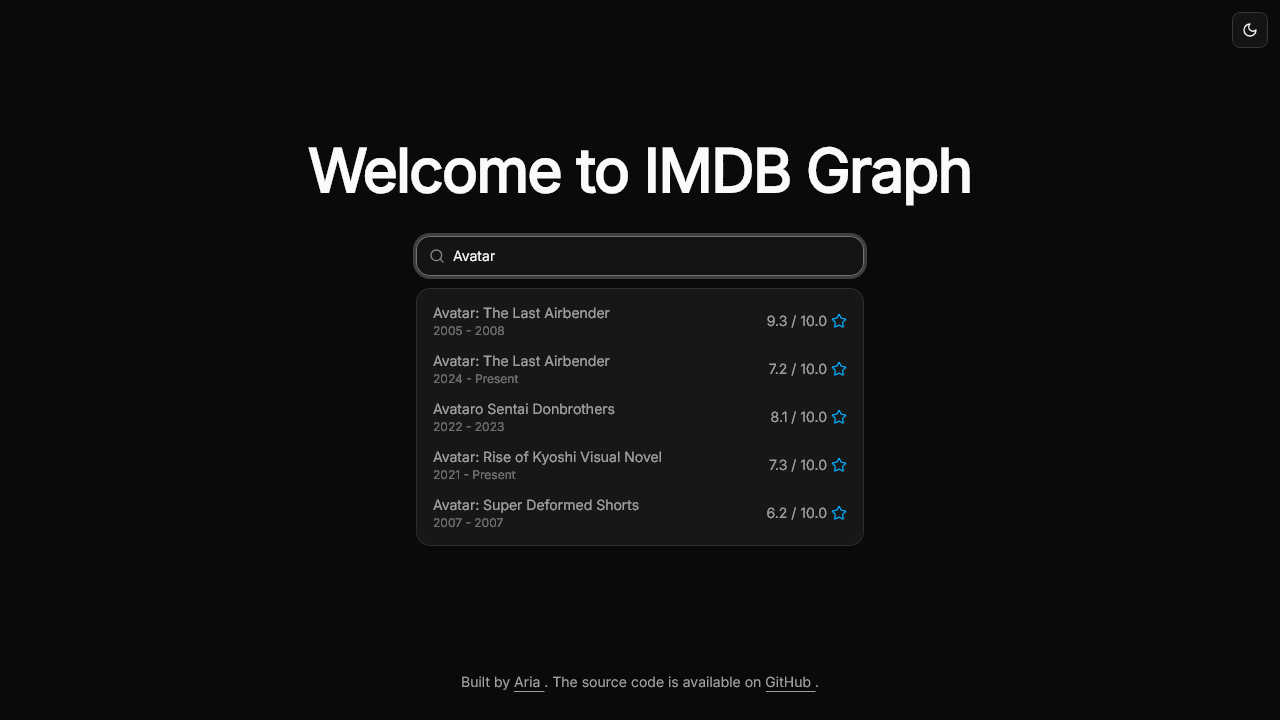 Welcome to IMDB Graph
Avatar
Avatar: The Last Airbender
2005 - 2008
9.3 / 10.0
Avatar: The Last Airbender
2024 - Present
7.2 / 10.0
Avataro Sentai Donbrothers
2022 - 2023
8.1 / 10.0
Avatar: Rise of Kyoshi Visual Novel
2021 - Present
7.3 / 10.0
Avatar: Super Deformed Shorts
2007 - 2007
6.2 / 10.0
Built by Aria . The source code is available on GitHub .